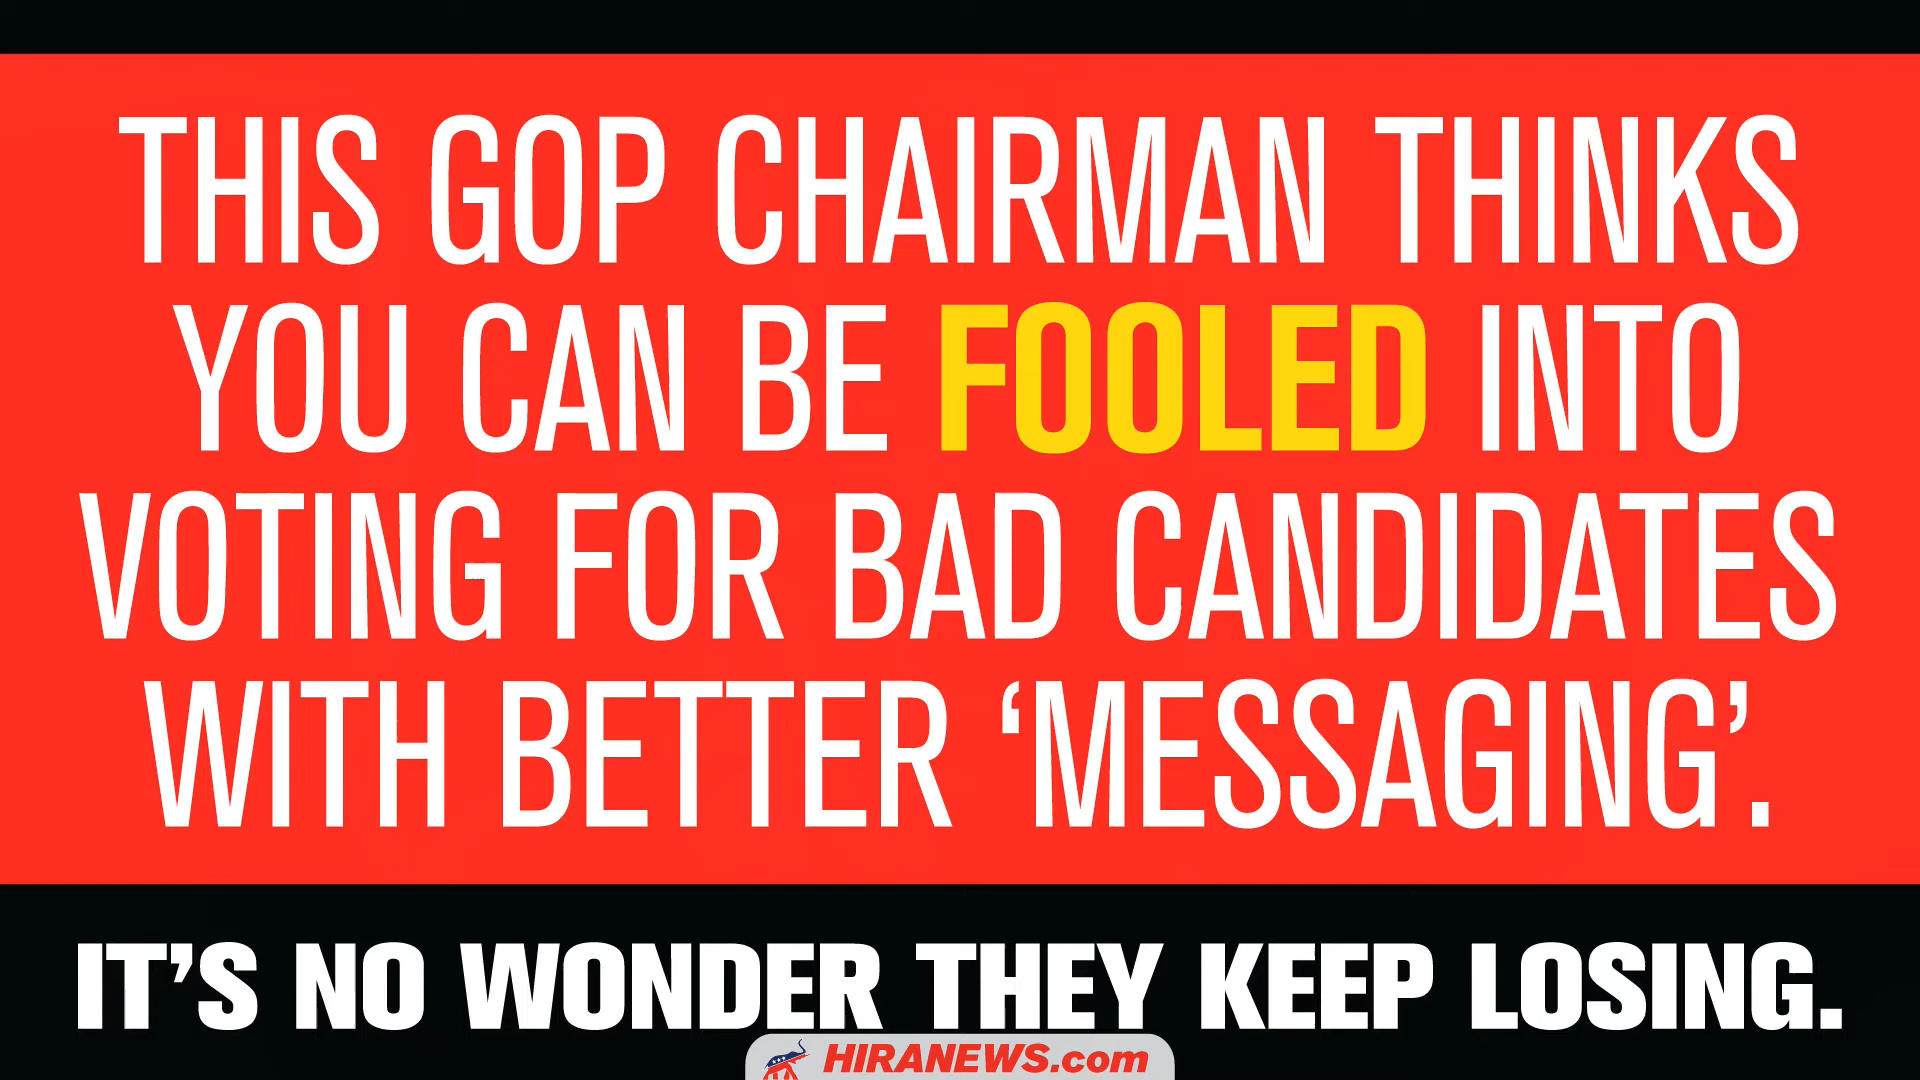 THIS GOP CHAIRMAN THINKS
YOU CAN BE FOOLED INTO
VOTING FOR BAD CANDIDATES
WITH BETTER ‘MESSAGING’.
IT’S NO WONDER THEY KEEP LOSING.
HIRANEWS.com